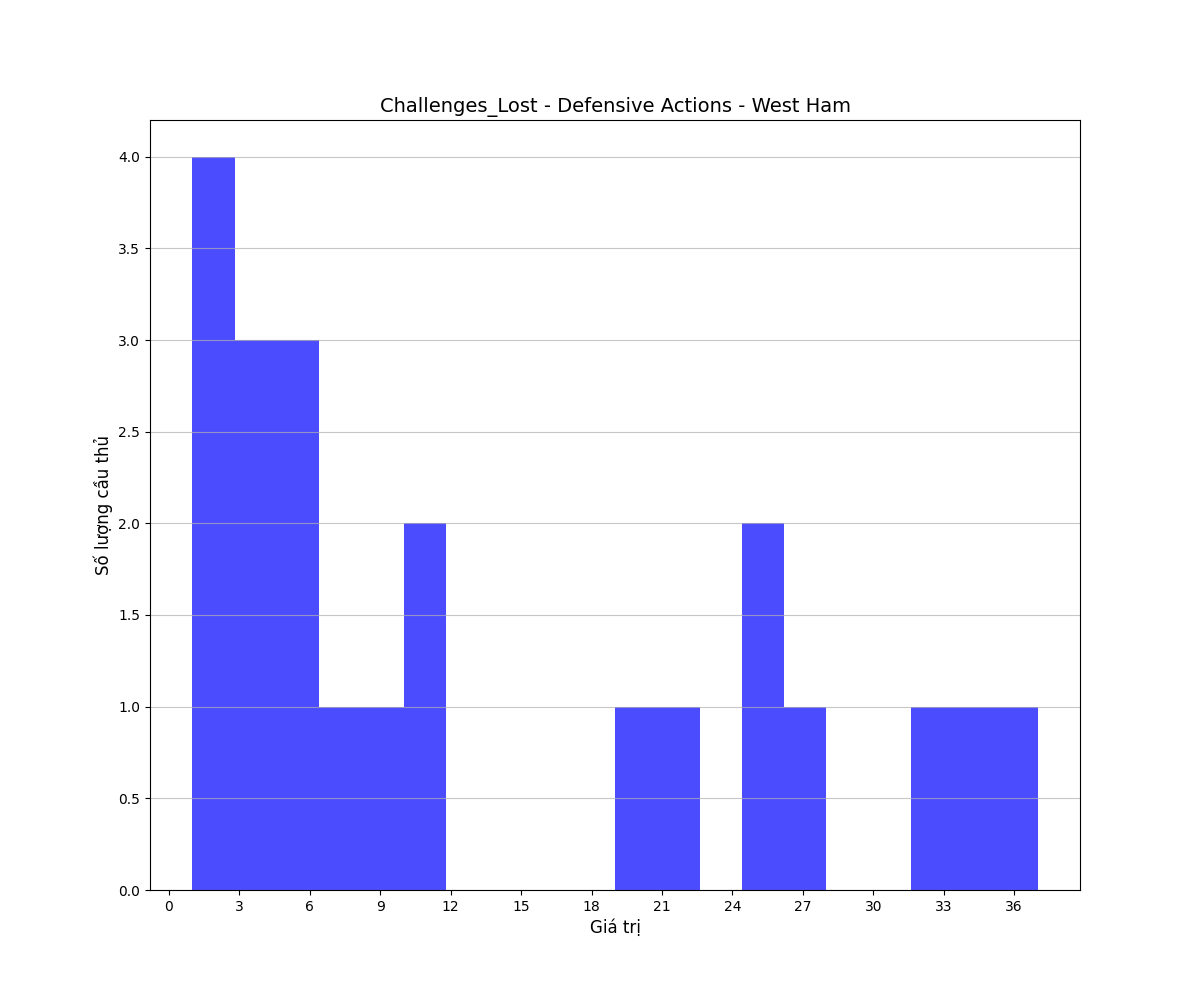 Challenges_Lost - Defensive Actions - West Ham
4.0
3.5
3.0
2.5
2.0
1.5
1.0
0.5
0.0
Số lượng cầu thủ
0 3 6 9 12 15 18 21 24 27 30 33 36
Giá trị